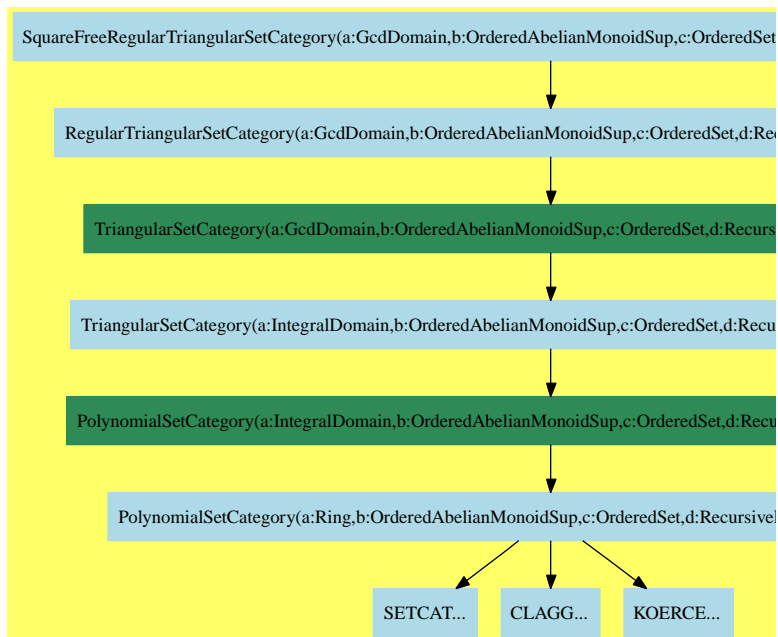 SquareFreeRegularTriangularSetCategory(a:GcdDomain,b:OrderedAbelianMonoidSup,c:OrderedSet
RegularTriangularSetCategory(a:GcdDomain,b:OrderedAbelianMonoidSup,c:OrderedSet,d:Rec
TriangularSetCategory(a:GcdDomain,b:OrderedAbelianMonoidSup,c:OrderedSet,d:Recurs
TriangularSetCategory(a:IntegralDomain,b:OrderedAbelianMonoidSup,c:OrderedSet,d:Recu
PolynomialSetCategory(a:IntegralDomain,b:OrderedAbelianMonoidSup,c:OrderedSet,d:Recu
PolynomialSetCategory(a:Ring,b:OrderedAbelianMonoidSup,c:OrderedSet,d:Recursivel
SETCAT... CLAGG... KOERCE...